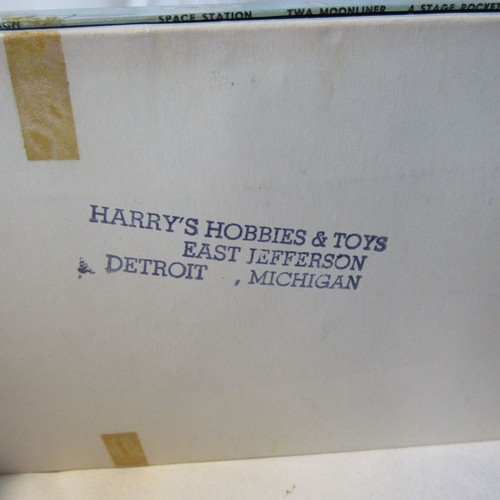 SPACE STATION TWA MOONLINER 4 STAGE ROCKET
HARRY'S HOBBIES & TOYS
EAST JEFFERSON
DETROIT , MICHIGAN